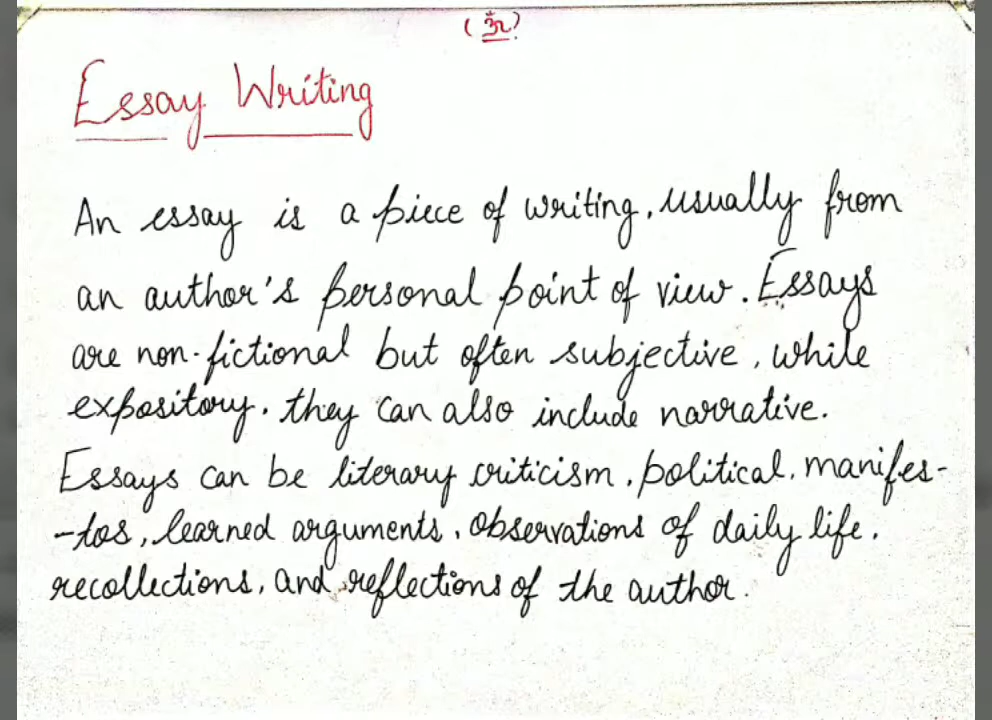 Essay Writing
An essay is a piece of writing, usually from
an author's personal point of view. Essays
are non-fictional but often subjective, while
expository, they can also include narrative.
Essays can be literary criticism, political, manifes-
-tos, learned arguments, observations of daily life,
recollections, and reflections of the author.